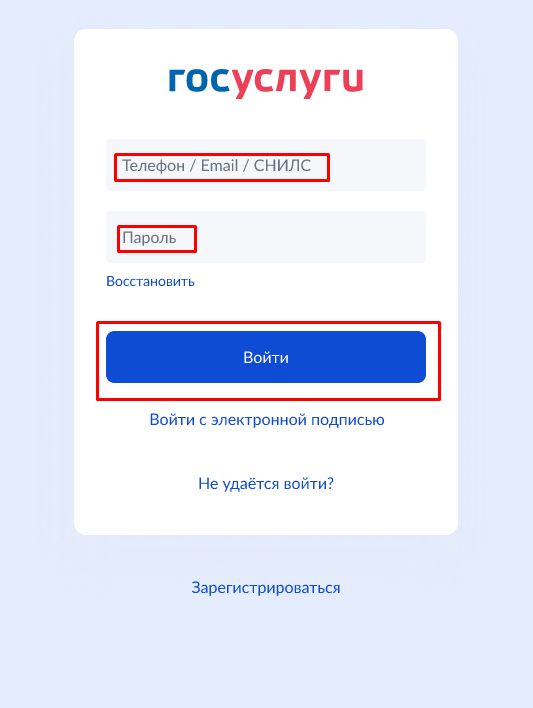 госуслуги
Телефон / Email / СНИЛС
Пароль
Восстановить
Войти
Войти с электронной подписью
Не удаётся войти?
Зарегистрироваться